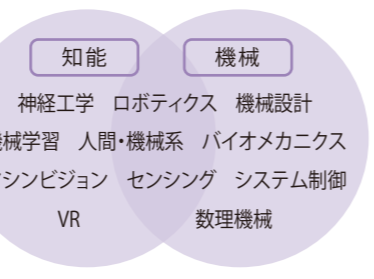 知能 機械
神経工学 ロボティクス 機械設計
械学習 人間・機械系 バイオメカニクス
シンビジョン センシング システム制御
VR 数理機械